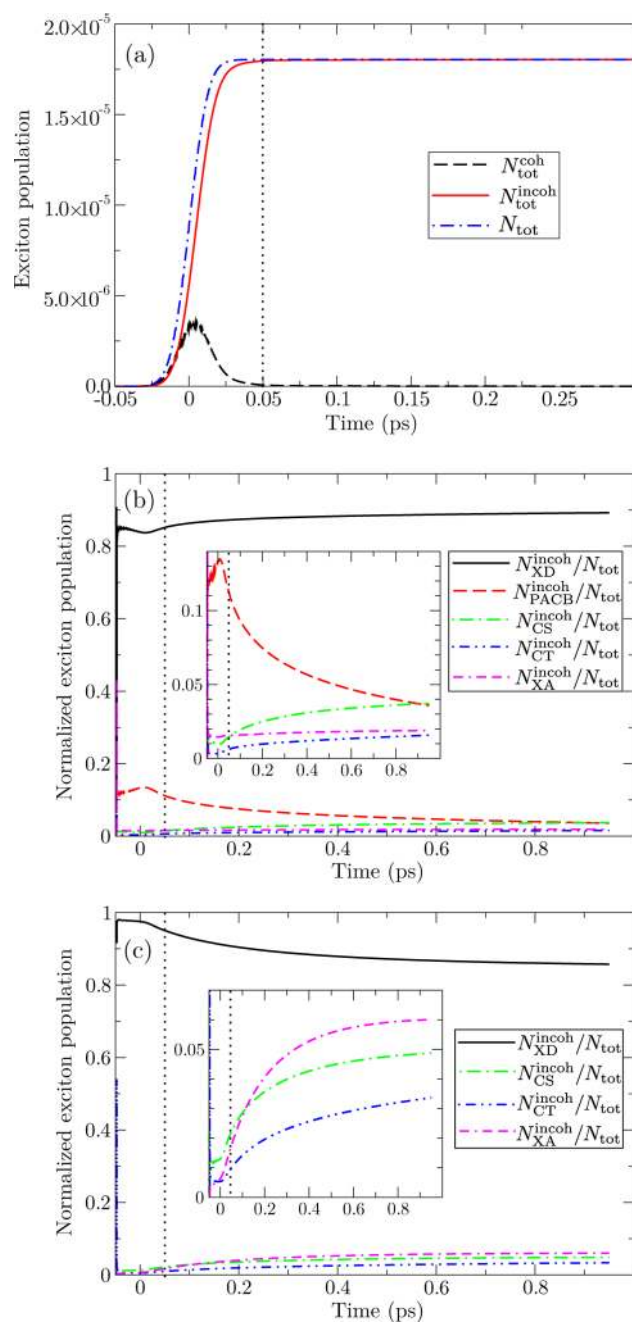 (a)
2.0×10⁻⁵
1.5×10⁻⁵
1.0×10⁻⁵
5.0×10⁻⁶
0.0
Exciton population
N_tot^coh
N_tot^incoh
N_tot
-0.05 0 0.05 0.1 0.15 0.2 0.25
Time (ps)
(b)
1
0.8
0.6
0.4
0.2
0
Normalized exciton population
0.1
0.05
0
0 0.2 0.4 0.6 0.8
N_XD^incoh/N_tot
N_PACB^incoh/N_tot
N_CS^incoh/N_tot
N_CT^incoh/N_tot
N_XA^incoh/N_tot
0 0.2 0.4 0.6 0.8
Time (ps)
(c)
1
0.8
0.6
0.4
0.2
0
Normalized exciton population
0.05
0
0 0.2 0.4 0.6 0.8
N_XD^incoh/N_tot
N_CS^incoh/N_tot
N_CT^incoh/N_tot
N_XA^incoh/N_tot
0 0.2 0.4 0.6 0.8
Time (ps)